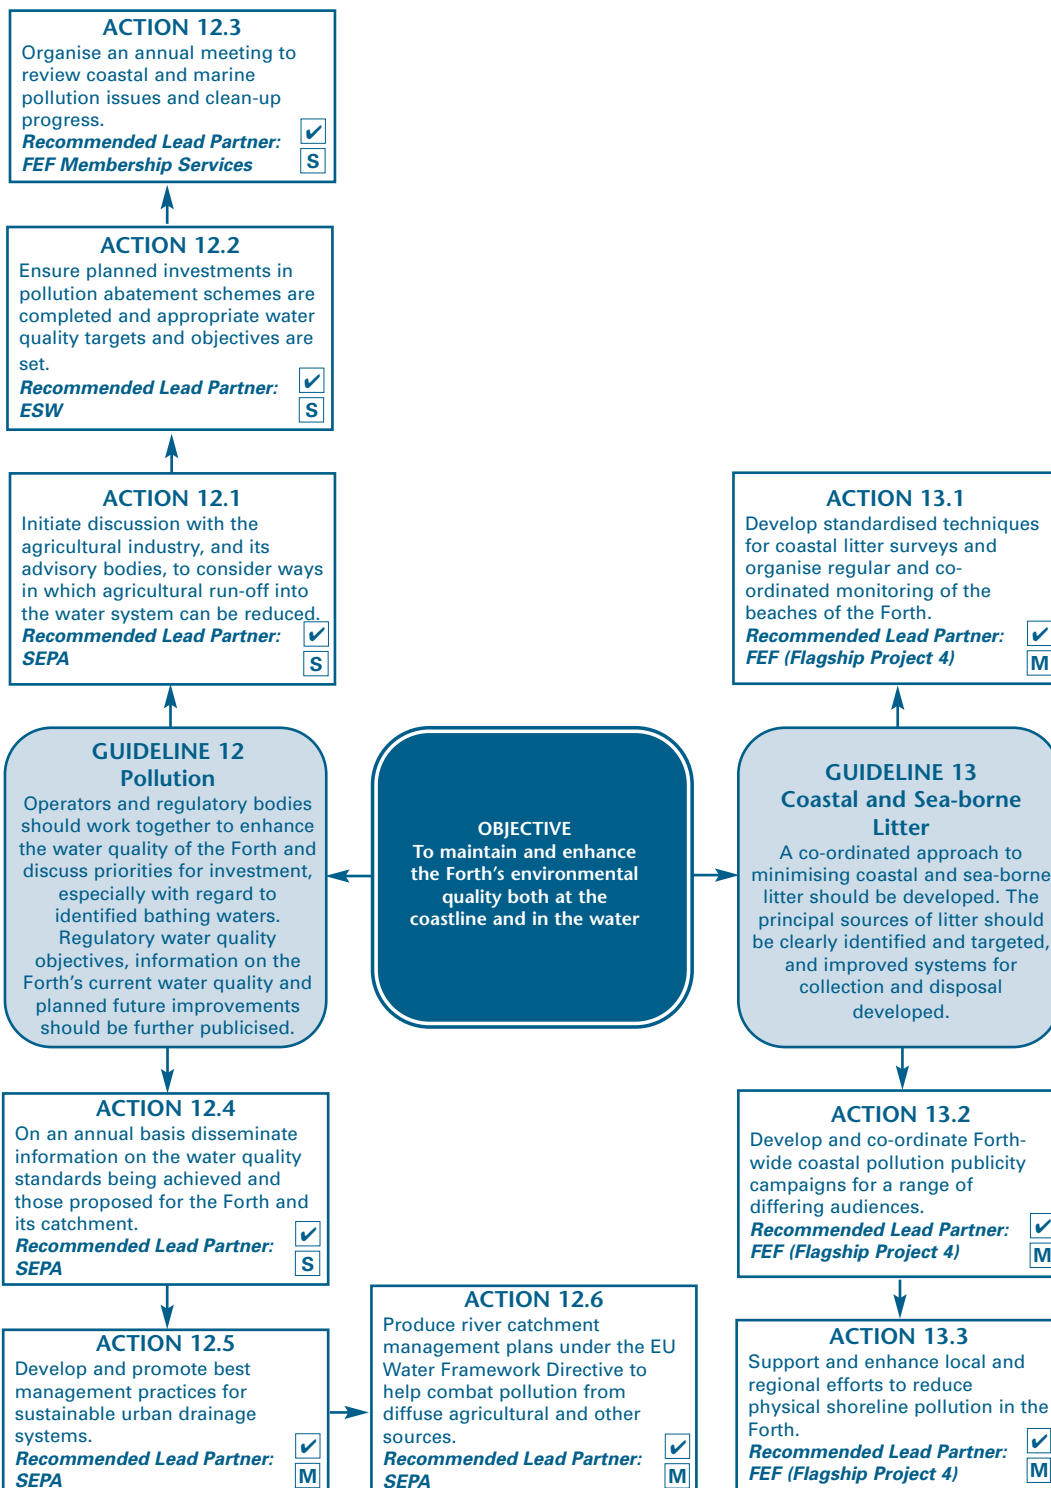 ACTION 12.3
Organise an annual meeting to
review coastal and marine
pollution issues and clean-up
progress.
Recommended Lead Partner:
FEF Membership Services
✔
S
ACTION 12.2
Ensure planned investments in
pollution abatement schemes are
completed and appropriate water
quality targets and objectives are
set.
Recommended Lead Partner:
ESW
✔
S
ACTION 12.1
Initiate discussion with the
agricultural industry, and its
advisory bodies, to consider ways
in which agricultural run-off into
the water system can be reduced.
Recommended Lead Partner:
SEPA
✔
S
ACTION 13.1
Develop standardised techniques
for coastal litter surveys and
organise regular and co-
ordinated monitoring of the
beaches of the Forth.
Recommended Lead Partner:
FEF (Flagship Project 4)
✔
M
GUIDELINE 12
Pollution
Operators and regulatory bodies
should work together to enhance
the water quality of the Forth and
discuss priorities for investment,
especially with regard to
identified bathing waters.
Regulatory water quality
objectives, information on the
Forth's current water quality and
planned future improvements
should be further publicised.
OBJECTIVE
To maintain and enhance
the Forth's environmental
quality both at the
coastline and in the water
GUIDELINE 13
Coastal and Sea-borne
Litter
A co-ordinated approach to
minimising coastal and sea-borne
litter should be developed. The
principal sources of litter should
be clearly identified and targeted,
and improved systems for
collection and disposal
developed.
ACTION 12.4
On an annual basis disseminate
information on the water quality
standards being achieved and
those proposed for the Forth and
its catchment.
Recommended Lead Partner:
SEPA
✔
S
ACTION 13.2
Develop and co-ordinate Forth-
wide coastal pollution publicity
campaigns for a range of
differing audiences.
Recommended Lead Partner:
FEF (Flagship Project 4)
✔
M
ACTION 12.5
Develop and promote best
management practices for
sustainable urban drainage
systems.
Recommended Lead Partner:
SEPA
✔
M
ACTION 12.6
Produce river catchment
management plans under the EU
Water Framework Directive to
help combat pollution from
diffuse agricultural and other
sources.
Recommended Lead Partner:
SEPA
✔
M
ACTION 13.3
Support and enhance local and
regional efforts to reduce
physical shoreline pollution in the
Forth.
Recommended Lead Partner:
FEF (Flagship Project 4)
✔
M